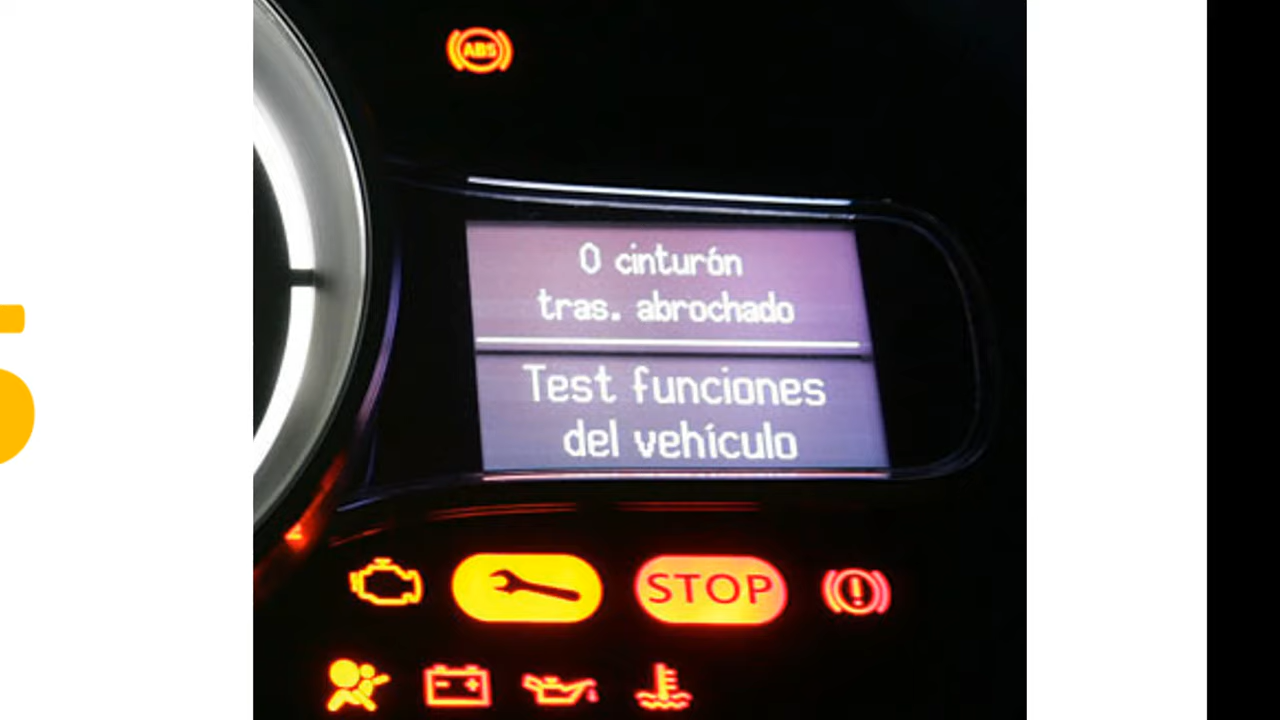 ABS
0 cinturón
tras. abrochado
Test funciones
del vehículo
STOP